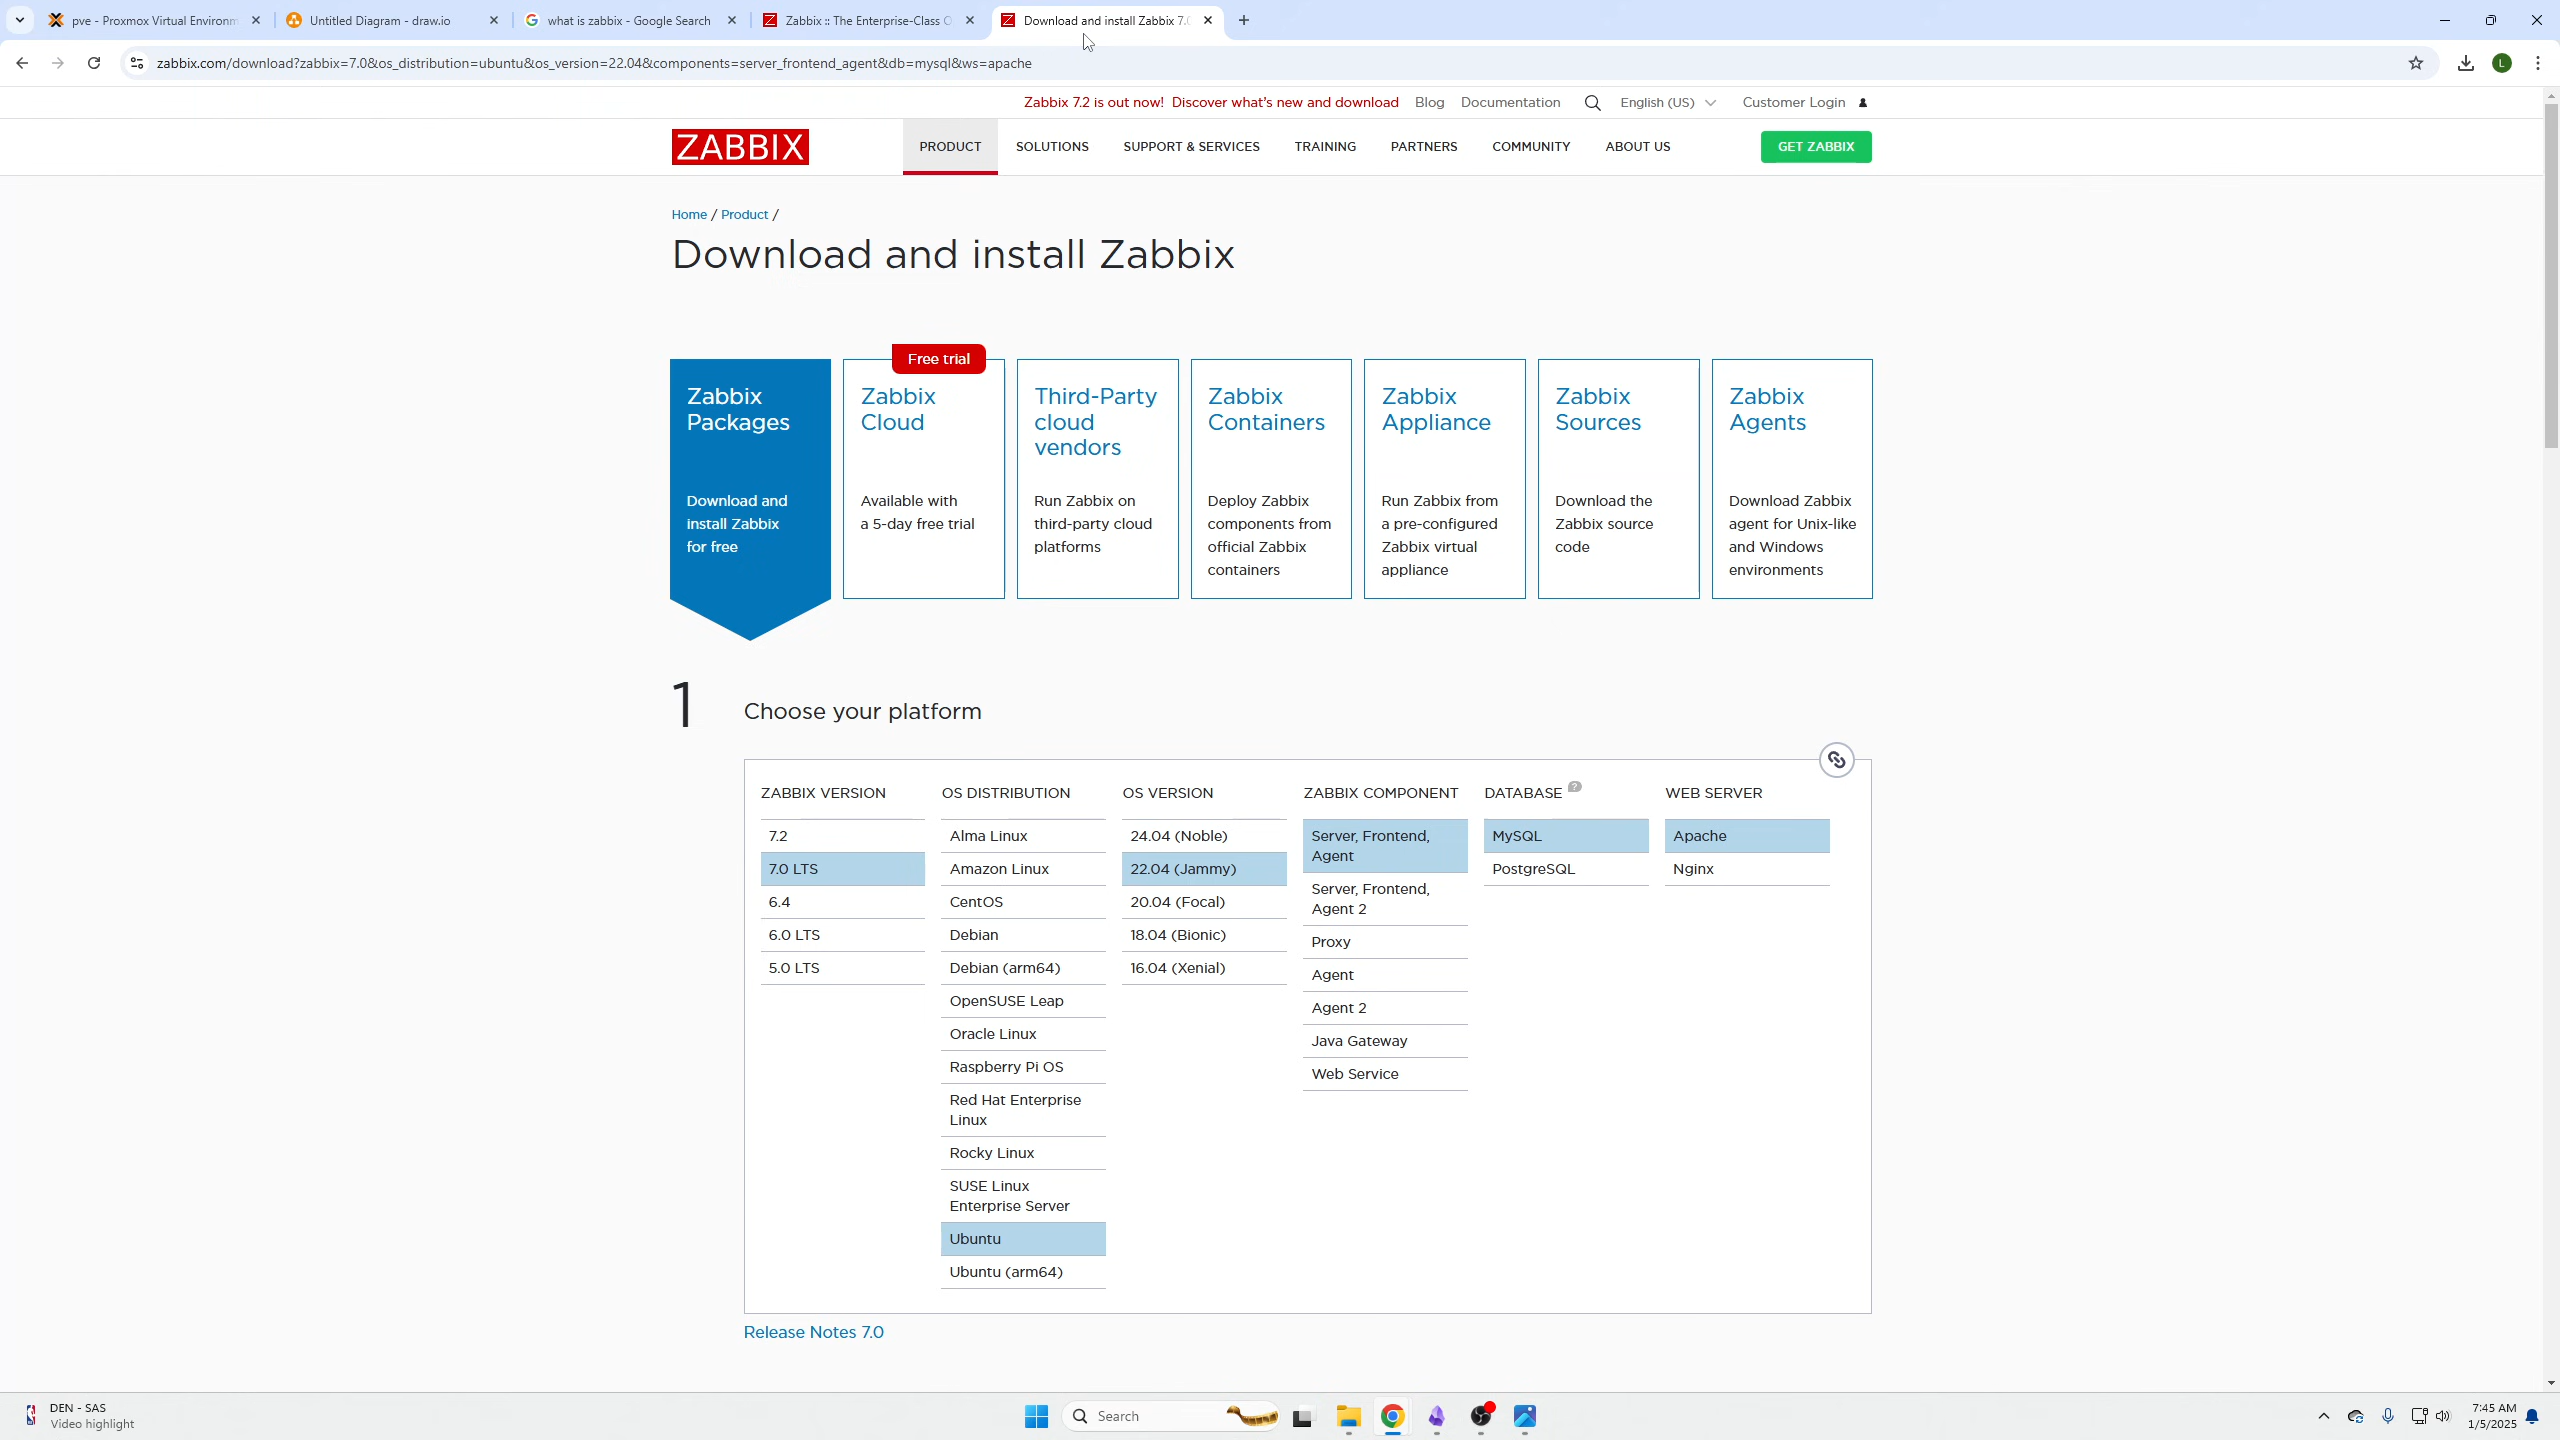 pve - Proxmox Virtual Environm
Untitled Diagram - draw.io
what is zabbix - Google Search
Zabbix :: The Enterprise-Class O
Download and install Zabbix 7.0
zabbix.com/download?zabbix=7.0&os_distribution=ubuntu&os_version=22.04&components=server_frontend_agent&db=mysql&ws=apache
L
Zabbix 7.2 is out now! Discover what's new and download
Blog
Documentation
English (US)
Customer Login
ZABBIX
PRODUCT
SOLUTIONS
SUPPORT & SERVICES
TRAINING
PARTNERS
COMMUNITY
ABOUT US
GET ZABBIX
Home / Product /
Download and install Zabbix
Zabbix
Packages
Download and
install Zabbix
for free
Free trial
Zabbix
Cloud
Available with
a 5-day free trial
Third-Party
cloud
vendors
Run Zabbix on
third-party cloud
platforms
Zabbix
Containers
Deploy Zabbix
components from
official Zabbix
containers
Zabbix
Appliance
Run Zabbix from
a pre-configured
Zabbix virtual
appliance
Zabbix
Sources
Download the
Zabbix source
code
Zabbix
Agents
Download Zabbix
agent for Unix-like
and Windows
environments
1
Choose your platform
ZABBIX VERSION
7.2
7.0 LTS
6.4
6.0 LTS
5.0 LTS
OS DISTRIBUTION
Alma Linux
Amazon Linux
CentOS
Debian
Debian (arm64)
OpenSUSE Leap
Oracle Linux
Raspberry Pi OS
Red Hat Enterprise
Linux
Rocky Linux
SUSE Linux
Enterprise Server
Ubuntu
Ubuntu (arm64)
OS VERSION
24.04 (Noble)
22.04 (Jammy)
20.04 (Focal)
18.04 (Bionic)
16.04 (Xenial)
ZABBIX COMPONENT
Server, Frontend,
Agent
Server, Frontend,
Agent 2
Proxy
Agent
Agent 2
Java Gateway
Web Service
DATABASE ?
MySQL
PostgreSQL
WEB SERVER
Apache
Nginx
Release Notes 7.0
DEN - SAS
Video highlight
Search
7:45 AM
1/5/2025